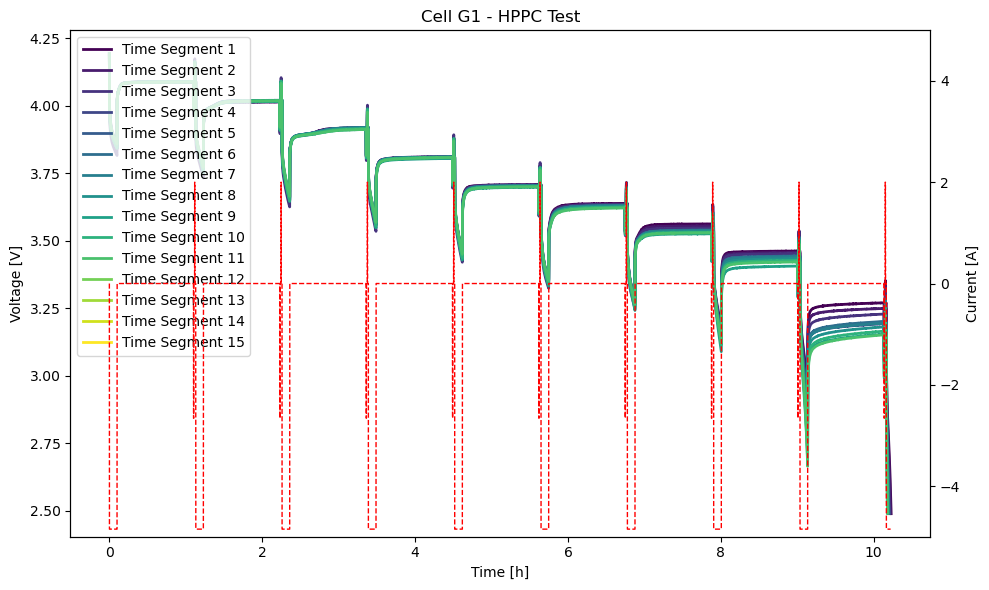 Cell G1 - HPPC Test
Voltage [V]
4.25
4.00
3.75
3.50
3.25
3.00
2.75
2.50
Time Segment 1
Time Segment 2
Time Segment 3
Time Segment 4
Time Segment 5
Time Segment 6
Time Segment 7
Time Segment 8
Time Segment 9
Time Segment 10
Time Segment 11
Time Segment 12
Time Segment 13
Time Segment 14
Time Segment 15
4
2
0
−2
−4
Current [A]
0 2 4 6 8 10
Time [h]